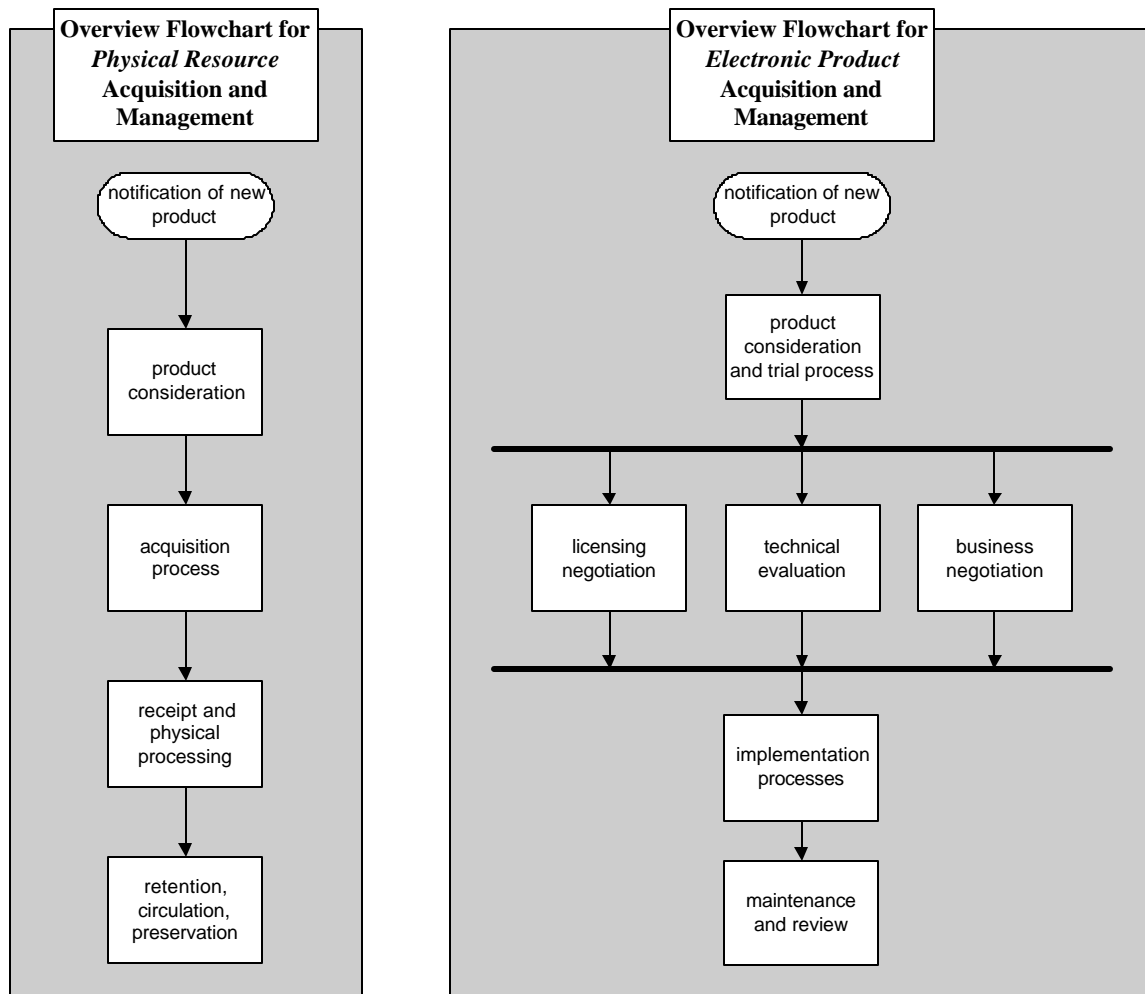 Overview Flowchart for
Physical Resource
Acquisition and
Management
notification of new
product
product
consideration
acquisition
process
receipt and
physical
processing
retention,
circulation,
preservation
Overview Flowchart for
Electronic Product
Acquisition and
Management
notification of new
product
product
consideration
and trial process
licensing
negotiation
technical
evaluation
business
negotiation
implementation
processes
maintenance
and review